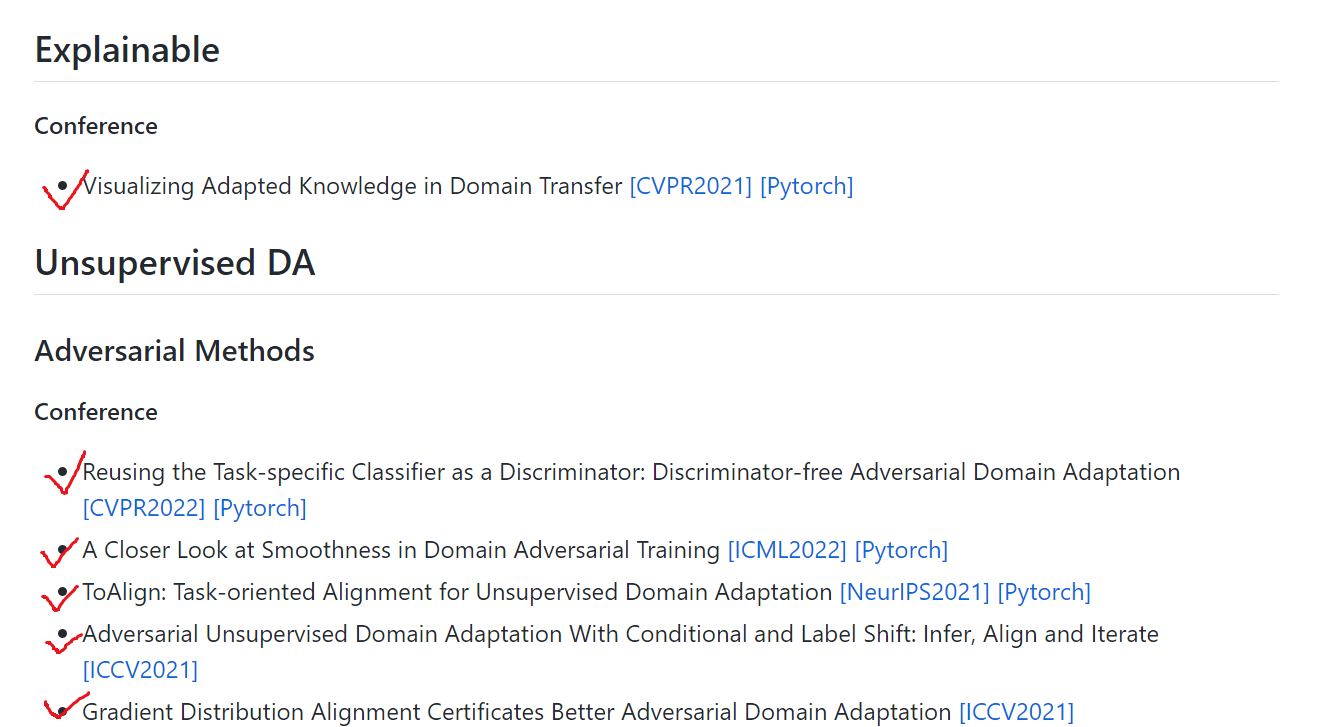 Explainable
Conference
Visualizing Adapted Knowledge in Domain Transfer [CVPR2021] [Pytorch]
Unsupervised DA
Adversarial Methods
Conference
Reusing the Task-specific Classifier as a Discriminator: Discriminator-free Adversarial Domain Adaptation
[CVPR2022] [Pytorch]
A Closer Look at Smoothness in Domain Adversarial Training [ICML2022] [Pytorch]
ToAlign: Task-oriented Alignment for Unsupervised Domain Adaptation [NeurIPS2021] [Pytorch]
Adversarial Unsupervised Domain Adaptation With Conditional and Label Shift: Infer, Align and Iterate
[ICCV2021]
Gradient Distribution Alignment Certificates Better Adversarial Domain Adaptation [ICCV2021]